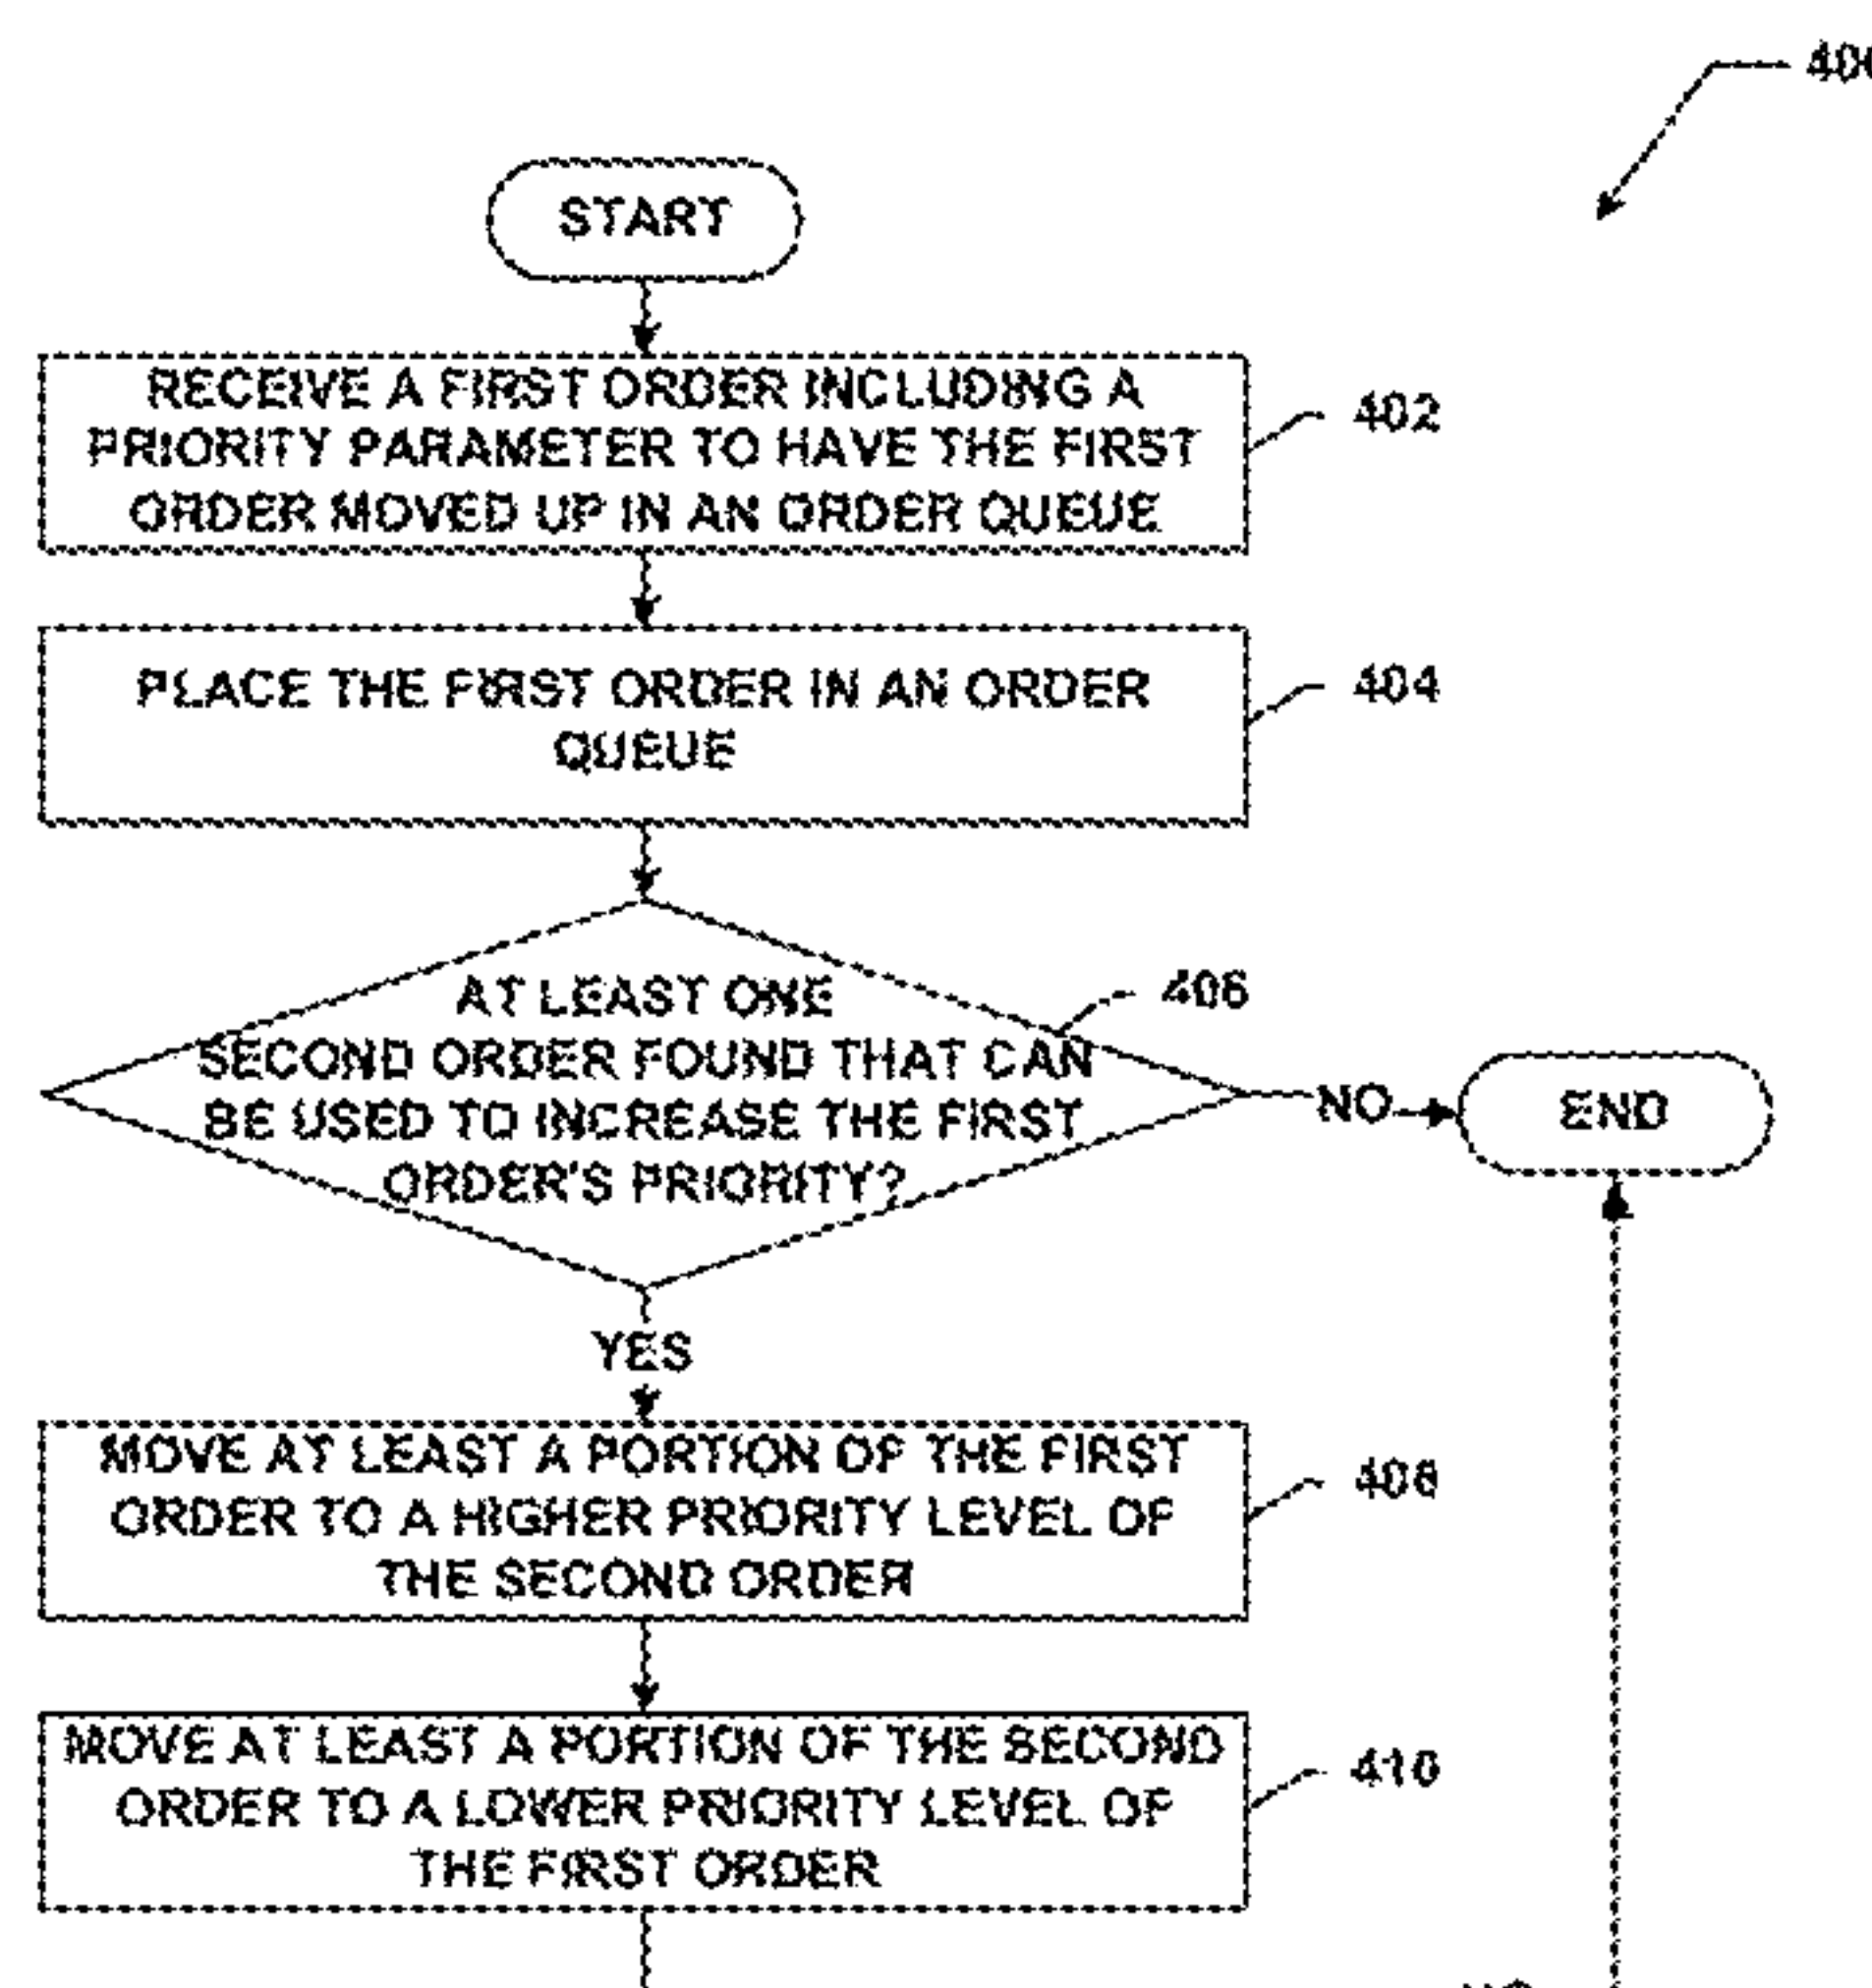 400
START
RECEIVE A FIRST ORDER INCLUDING A
PRIORITY PARAMETER TO HAVE THE FIRST
ORDER MOVED UP IN AN ORDER QUEUE
402
PLACE THE FIRST ORDER IN AN ORDER
QUEUE
404
AT LEAST ONE
SECOND ORDER FOUND THAT CAN
BE USED TO INCREASE THE FIRST
ORDER'S PRIORITY?
406
NO
END
YES
MOVE AT LEAST A PORTION OF THE FIRST
ORDER TO A HIGHER PRIORITY LEVEL OF
THE SECOND ORDER
408
MOVE AT LEAST A PORTION OF THE SECOND
ORDER TO A LOWER PRIORITY LEVEL OF
THE FIRST ORDER
410